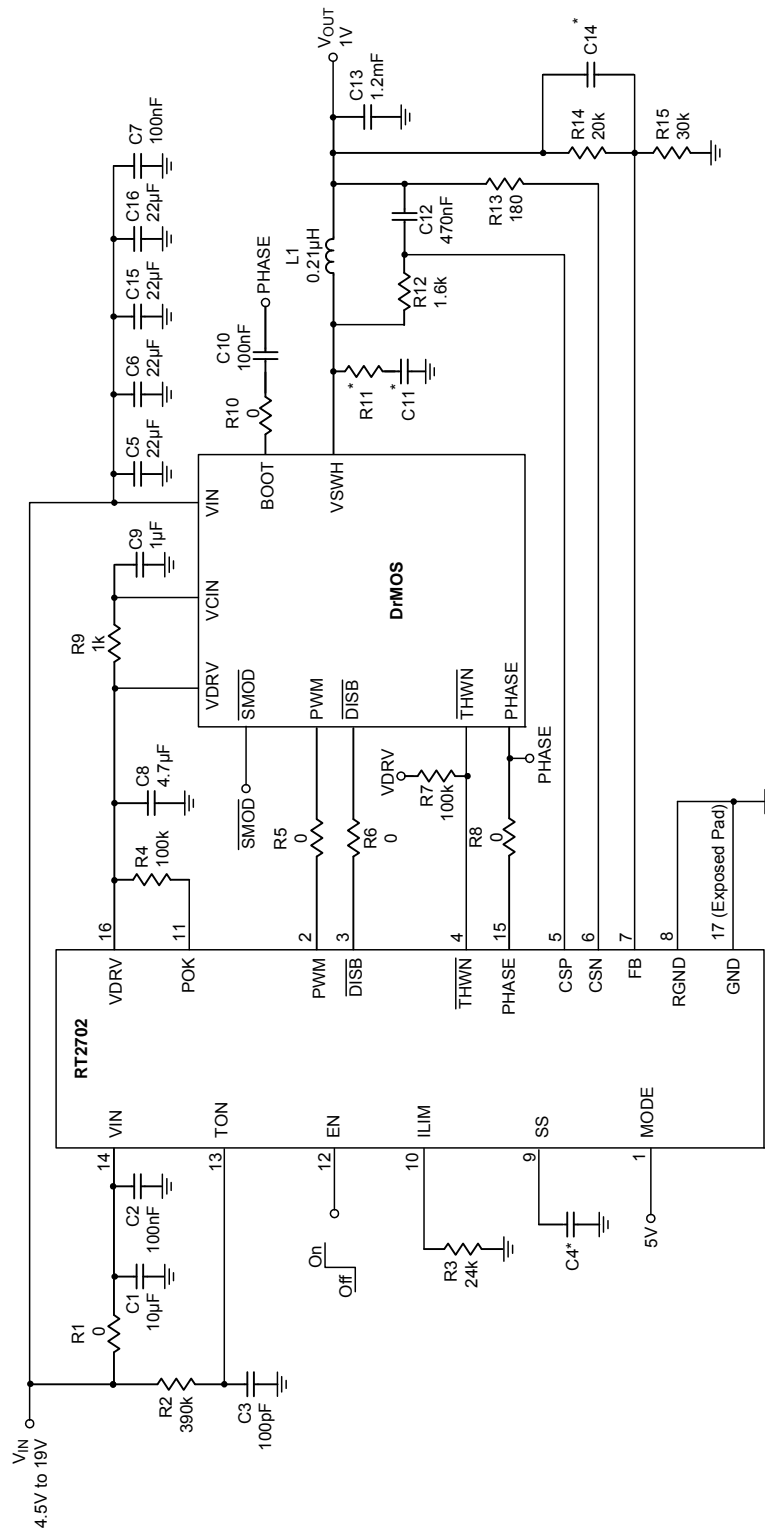 V_IN
4.5V to 19V
R1
0
C1
10µF
C2
100nF
R2
390k
C3
100pF
14
VIN
13
TON
12
EN
On
Off
10
ILIM
R3
24k
9
SS
C4*
1
MODE
5V
RT2702
VDRV
16
POK
11
PWM
2
DISB
3
THWN
4
PHASE
15
CSP
5
CSN
6
FB
7
RGND
8
GND
17 (Exposed Pad)
R4
100k
C8
4.7µF
R9
1k
C9
1µF
SMOD
R5
0
R6
0
VDRV
R7
100k
R8
0
PHASE
VDRV
VCIN
VIN
SMOD
PWM
DISB
THWN
PHASE
DrMOS
BOOT
VSWH
C5
22µF
C6
22µF
C15
22µF
C16
22µF
C7
100nF
R10
0
C10
100nF
PHASE
R11
*
C11
*
L1
0.21µH
R12
1.6k
C12
470nF
R13
180
V_OUT
1V
C13
1.2mF
R14
20k
C14
*
R15
30k